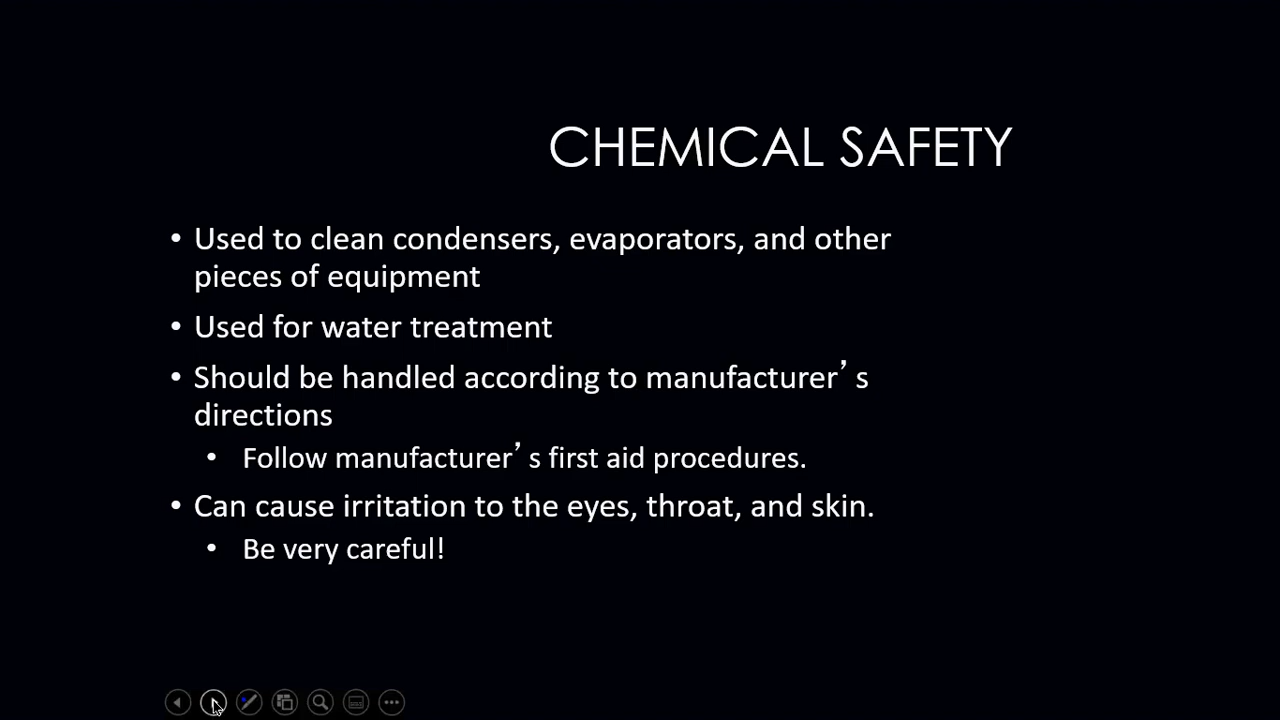 CHEMICAL SAFETY
• Used to clean condensers, evaporators, and other
pieces of equipment
• Used for water treatment
• Should be handled according to manufacturer’s
directions
• Follow manufacturer’s first aid procedures.
• Can cause irritation to the eyes, throat, and skin.
• Be very careful!